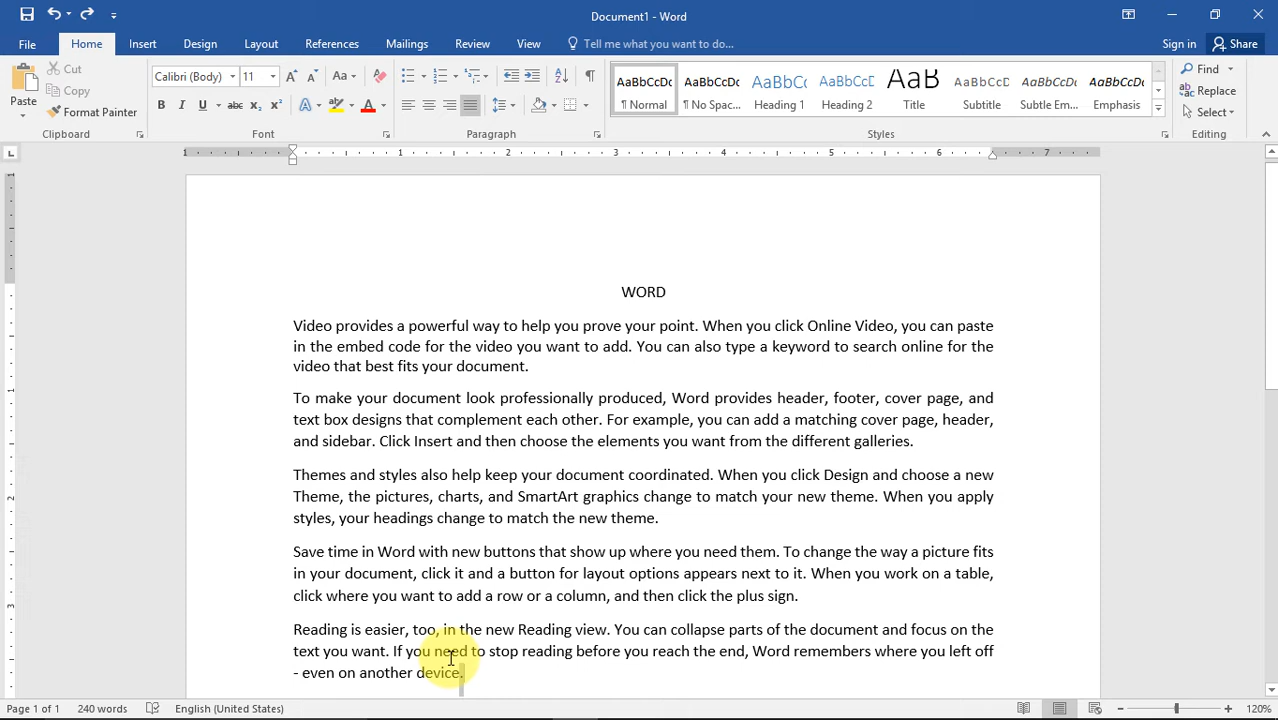 Document1 - Word
File Home Insert Design Layout References Mailings Review View Tell me what you want to do... Sign in Share
Paste Cut Copy Format Painter
Calibri (Body) 11 Aa
B I U abc x₂ x² A A
AaBbCcDc AaBbCcDc AaBbCc AaBbCcD AaB AaBbCcD AaBbCcDc AaBbCcDc
¶ Normal ¶ No Spac... Heading 1 Heading 2 Title Subtitle Subtle Em... Emphasis
Find Replace Select
Clipboard Font Paragraph Styles Editing
1 1 2 3 4 5 6 7
WORD
Video provides a powerful way to help you prove your point. When you click Online Video, you can paste
in the embed code for the video you want to add. You can also type a keyword to search online for the
video that best fits your document.
To make your document look professionally produced, Word provides header, footer, cover page, and
text box designs that complement each other. For example, you can add a matching cover page, header,
and sidebar. Click Insert and then choose the elements you want from the different galleries.
Themes and styles also help keep your document coordinated. When you click Design and choose a new
Theme, the pictures, charts, and SmartArt graphics change to match your new theme. When you apply
styles, your headings change to match the new theme.
Save time in Word with new buttons that show up where you need them. To change the way a picture fits
in your document, click it and a button for layout options appears next to it. When you work on a table,
click where you want to add a row or a column, and then click the plus sign.
Reading is easier, too, in the new Reading view. You can collapse parts of the document and focus on the
text you want. If you need to stop reading before you reach the end, Word remembers where you left off
- even on another device.
Page 1 of 1 240 words English (United States) 120%